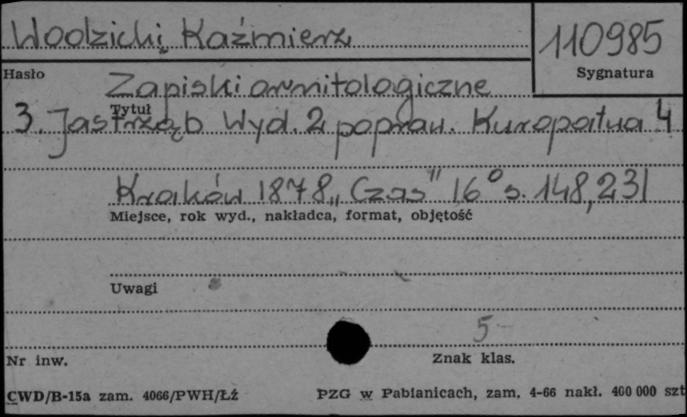 Wodzicki, Kaźmierz
110985
Hasło
Sygnatura
Zapiski ornitologiczne
Tytuł
3. Jastrząb Wyd. 2 popraw. Kuropatwa 4
Kraków 1878 „Czas" 16° s. 148, 231
Miejsce, rok wyd., nakładca, format, objętość
Uwagi
5
Nr inw.
Znak klas.
CWD/B-15a zam. 4066/PWH/ŁŻ
PZG w Pabianicach, zam. 4-66 nakł. 400 000 szt